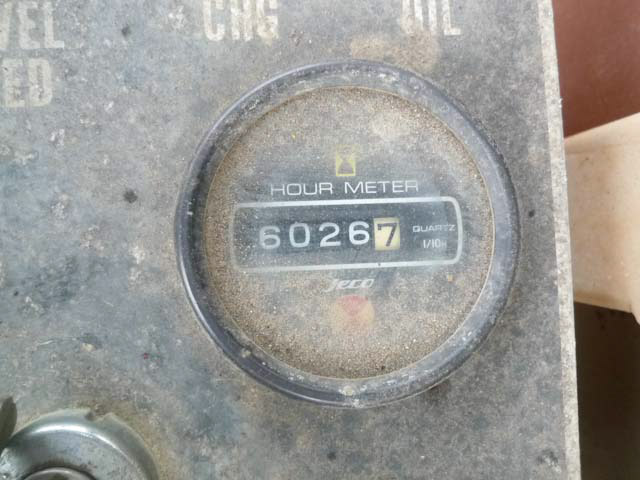 VEL CHG OIL
ED
HOUR METER
60267 QUARTZ
1/10H
Jeco